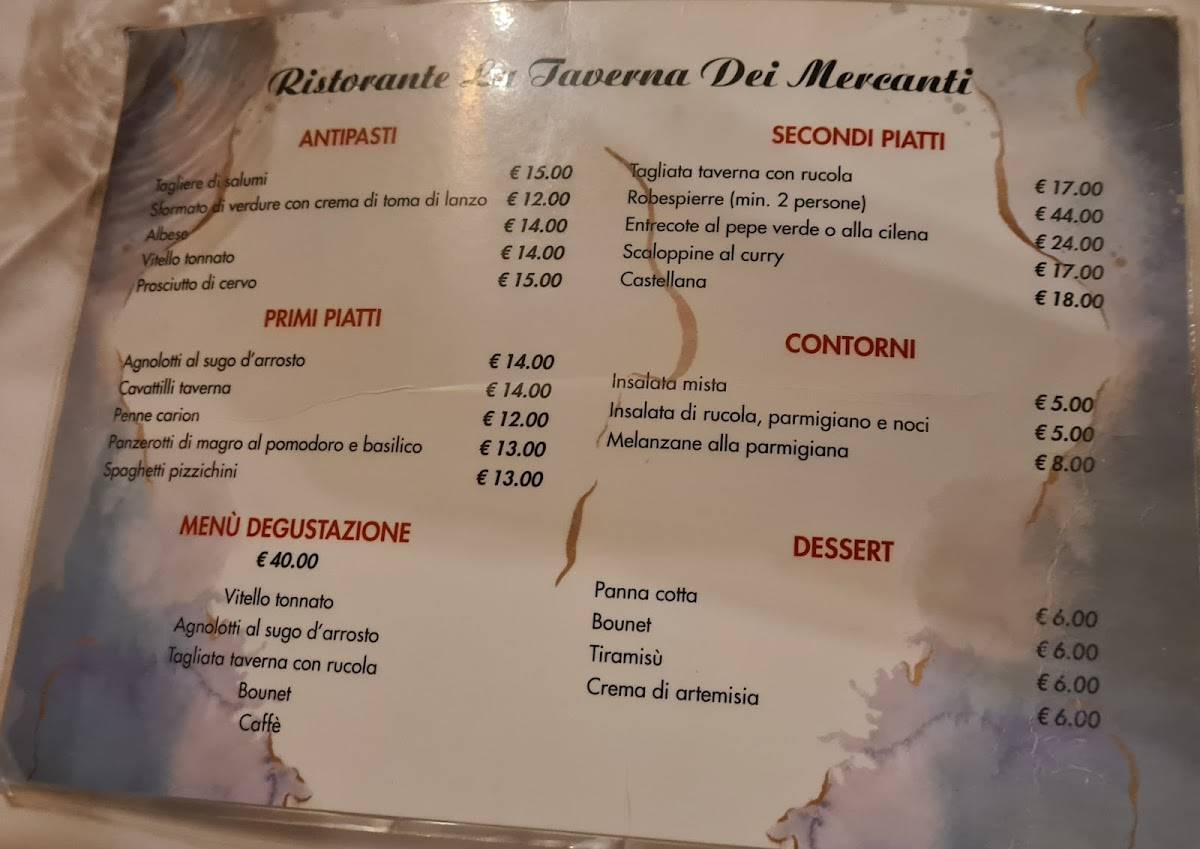 Ristorante La Taverna Dei Mercanti
ANTIPASTI
Tagliere di salumi € 15.00
Sformato di verdure con crema di toma di lanzo € 12.00
Albese € 14.00
Vitello tonnato € 14.00
Prosciutto di cervo € 15.00
PRIMI PIATTI
Agnolotti al sugo d'arrosto € 14.00
Cavattilli taverna € 14.00
Penne carion € 12.00
Panzerotti di magro al pomodoro e basilico € 13.00
Spaghetti pizzichini € 13.00
MENÙ DEGUSTAZIONE
€ 40.00
Vitello tonnato
Agnolotti al sugo d'arrosto
Tagliata taverna con rucola
Bounet
Caffè
SECONDI PIATTI
Tagliata taverna con rucola € 17.00
Robespierre (min. 2 persone) € 44.00
Entrecote al pepe verde o alla cilena € 24.00
Scaloppine al curry € 17.00
Castellana € 18.00
CONTORNI
Insalata mista € 5.00
Insalata di rucola, parmigiano e noci € 5.00
Melanzane alla parmigiana € 8.00
DESSERT
Panna cotta € 6.00
Bounet € 6.00
Tiramisù € 6.00
Crema di artemisia € 6.00